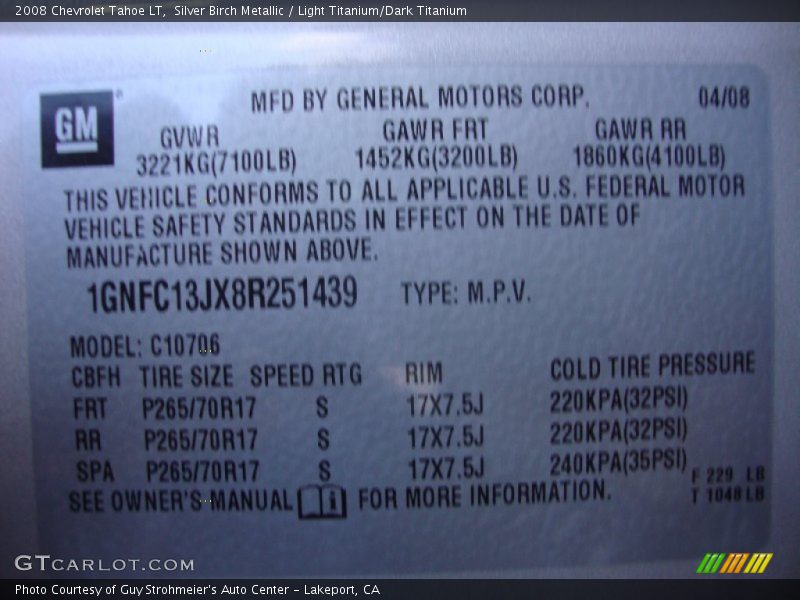 2008 Chevrolet Tahoe LT, Silver Birch Metallic / Light Titanium/Dark Titanium
GM
MFD BY GENERAL MOTORS CORP. 04/08
GVWR GAWR FRT GAWR RR
3221KG(7100LB) 1452KG(3200LB) 1860KG(4100LB)
THIS VEHICLE CONFORMS TO ALL APPLICABLE U.S. FEDERAL MOTOR
VEHICLE SAFETY STANDARDS IN EFFECT ON THE DATE OF
MANUFACTURE SHOWN ABOVE.
1GNFC13JX8R251439 TYPE: M.P.V.
MODEL: C10706
CBFH TIRE SIZE SPEED RTG RIM COLD TIRE PRESSURE
FRT P265/70R17 S 17X7.5J 220KPA(32PSI)
RR P265/70R17 S 17X7.5J 220KPA(32PSI)
SPA P265/70R17 S 17X7.5J 240KPA(35PSI)
F 229 LB
SEE OWNER'S MANUAL i FOR MORE INFORMATION.
T 1048 LB
GTCARLOT.COM
Photo Courtesy of Guy Strohmeier's Auto Center - Lakeport, CA